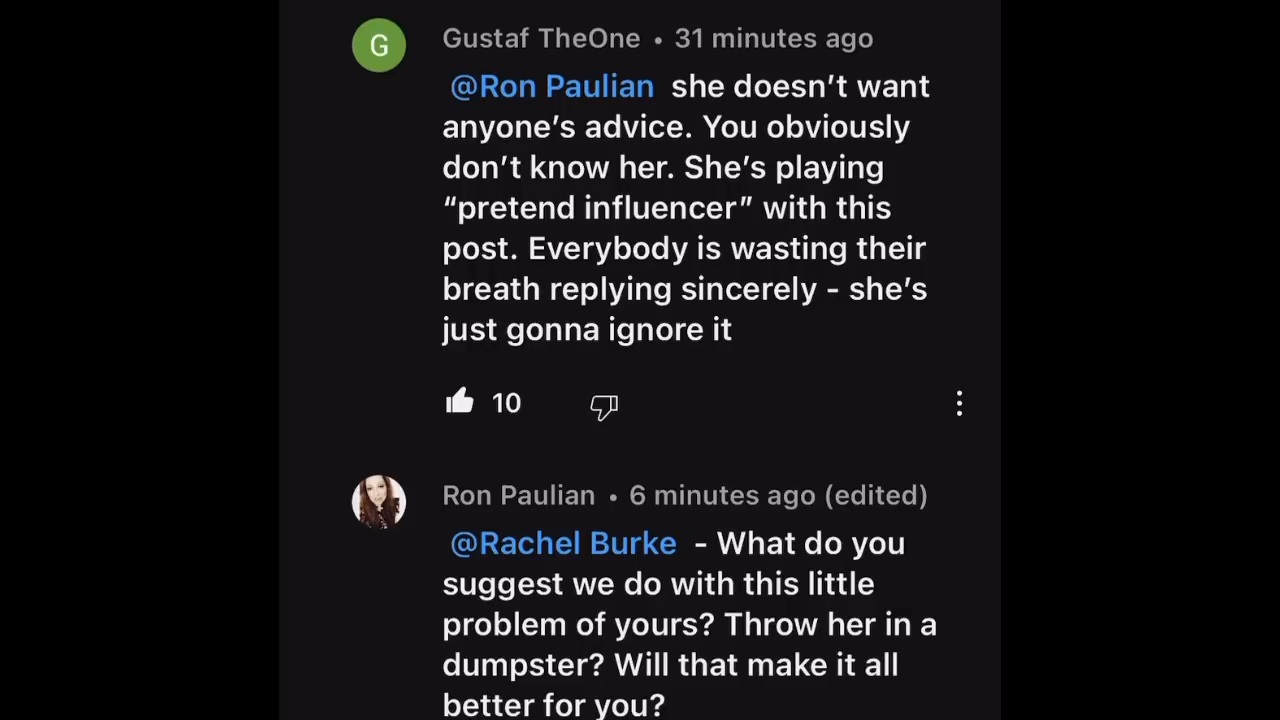 G
Gustaf TheOne • 31 minutes ago
@Ron Paulian she doesn’t want
anyone’s advice. You obviously
don’t know her. She’s playing
“pretend influencer” with this
post. Everybody is wasting their
breath replying sincerely - she’s
just gonna ignore it
10
Ron Paulian • 6 minutes ago (edited)
@Rachel Burke - What do you
suggest we do with this little
problem of yours? Throw her in a
dumpster? Will that make it all
better for you?